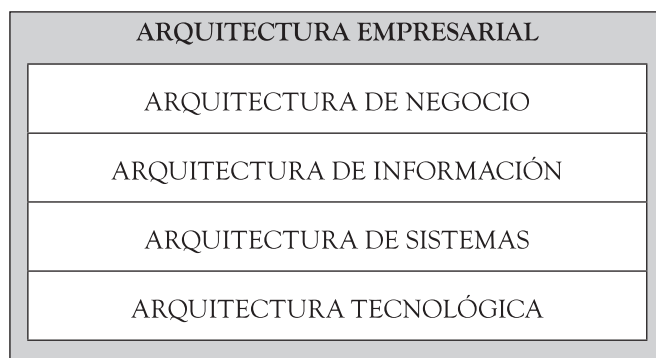 ARQUITECTURA EMPRESARIAL
ARQUITECTURA DE NEGOCIO
ARQUITECTURA DE INFORMACIÓN
ARQUITECTURA DE SISTEMAS
ARQUITECTURA TECNOLÓGICA